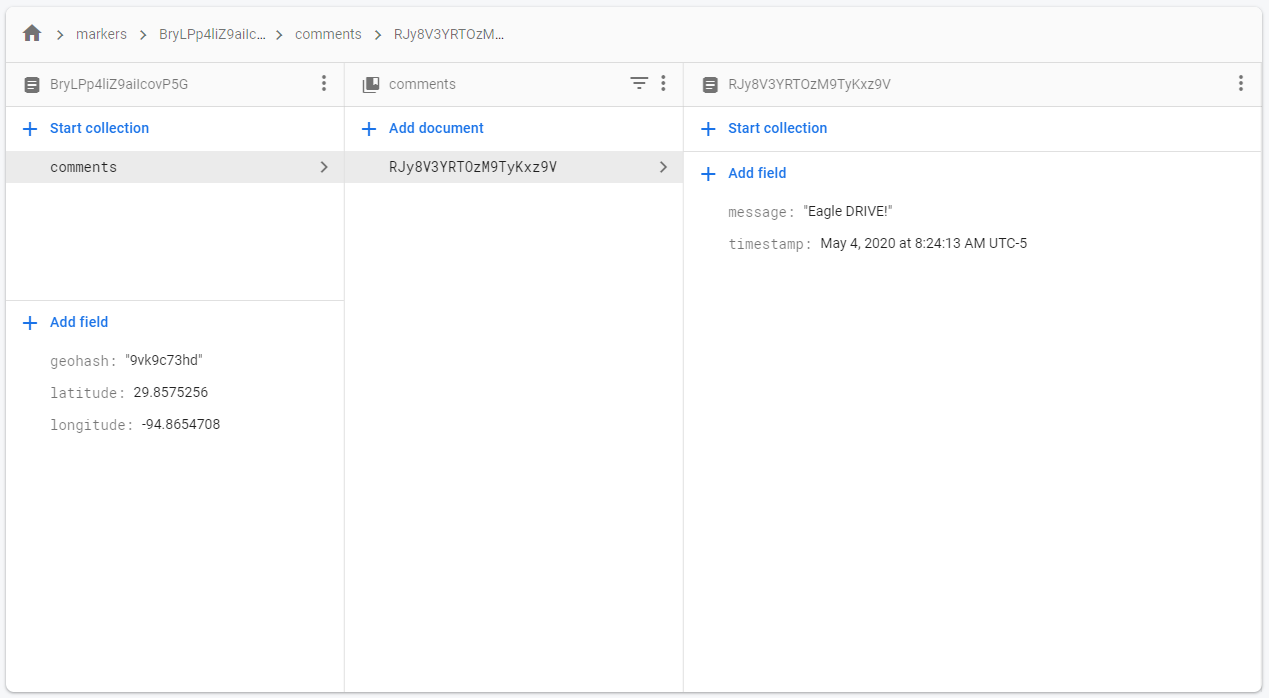 markers BryLPp4liZ9ailc... comments RJy8V3YRTOzM...
BryLPp4liZ9ailcovP5G
Start collection
comments
Add field
geohash: "9vk9c73hd"
latitude: 29.8575256
longitude: -94.8654708
comments
Add document
RJy8V3YRTOzM9TyKxz9V
RJy8V3YRTOzM9TyKxz9V
Start collection
Add field
message: "Eagle DRIVE!"
timestamp: May 4, 2020 at 8:24:13 AM UTC-5